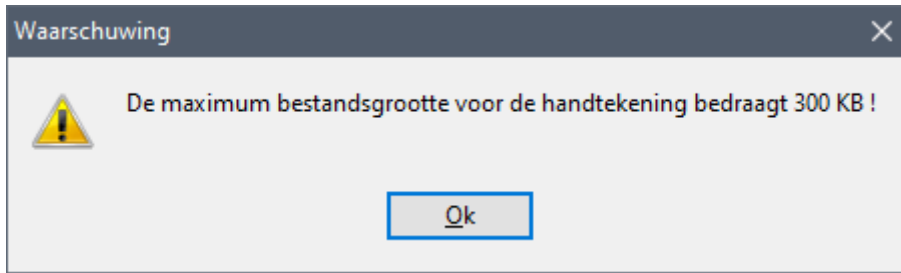 Waarschuwing
De maximum bestandsgrootte voor de handtekening bedraagt 300 KB !
Ok